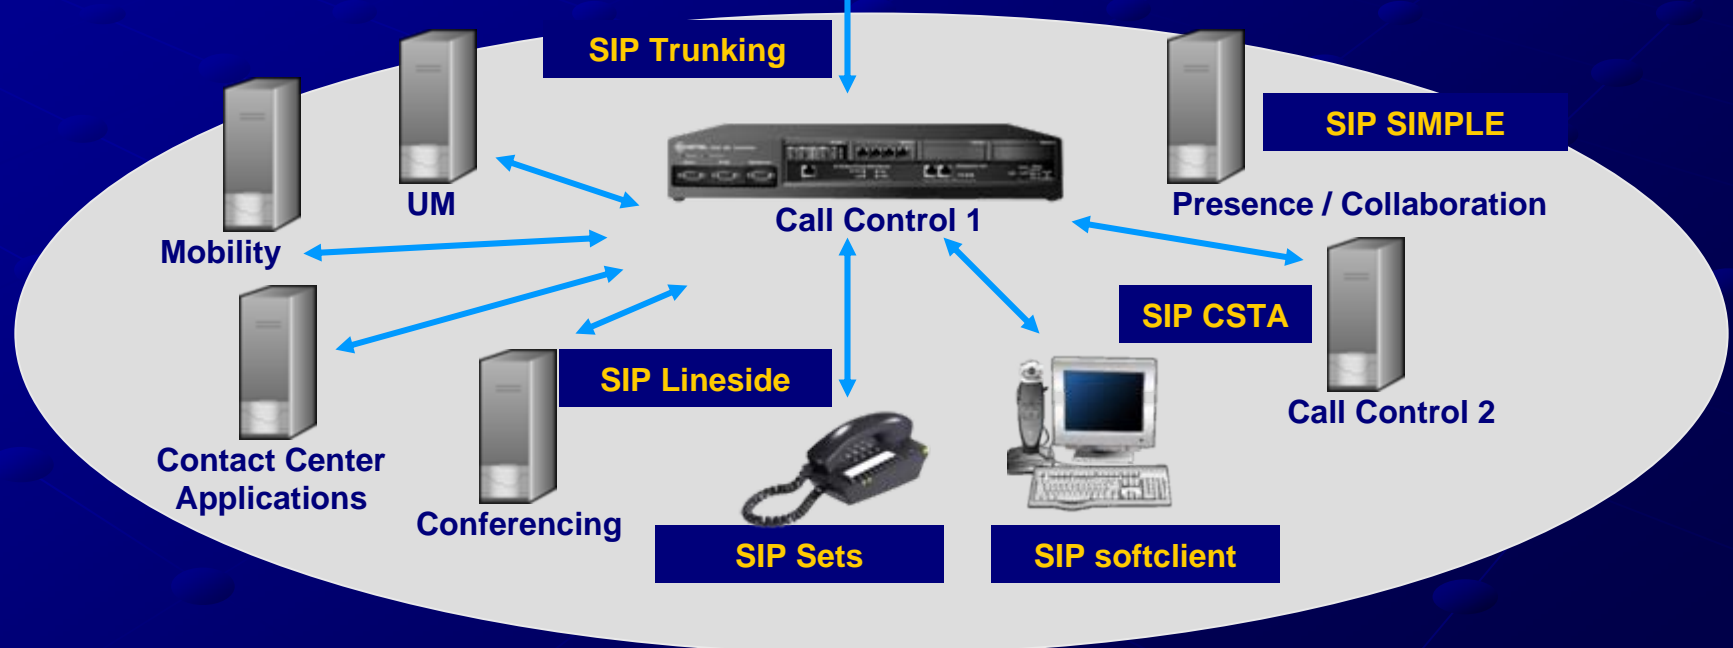 SIP Trunking
SIP SIMPLE
UM
Presence / Collaboration
Call Control 1
Mobility
SIP CSTA
SIP Lineside
Call Control 2
Contact Center
Applications
Conferencing
SIP Sets
SIP softclient